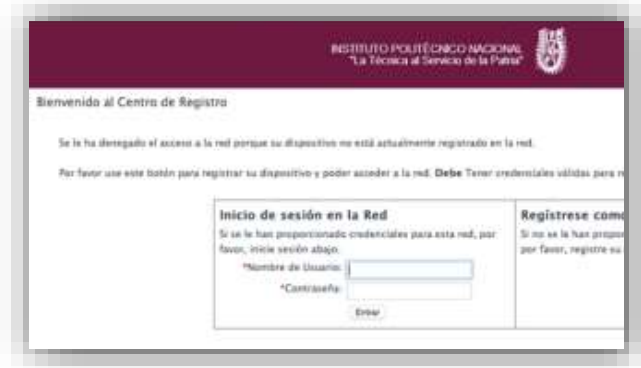 INSTITUTO POLITÉCNICO NACIONAL
"La Técnica al Servicio de la Patria"
Bienvenido al Centro de Registro
Se le ha denegado el acceso a la red porque su dispositivo no está actualmente registrado en la red.
Por favor use este botón para registrar su dispositivo y poder acceder a la red. Debe Tener credenciales válidas para
Inicio de sesión en la Red
Si se le han proporcionado credenciales para esta red, por
favor, inicie sesión abajo.
*Nombre de Usuario:
*Contraseña:
Entrar
Regístrese como
Si no se le han
por favor, registre su